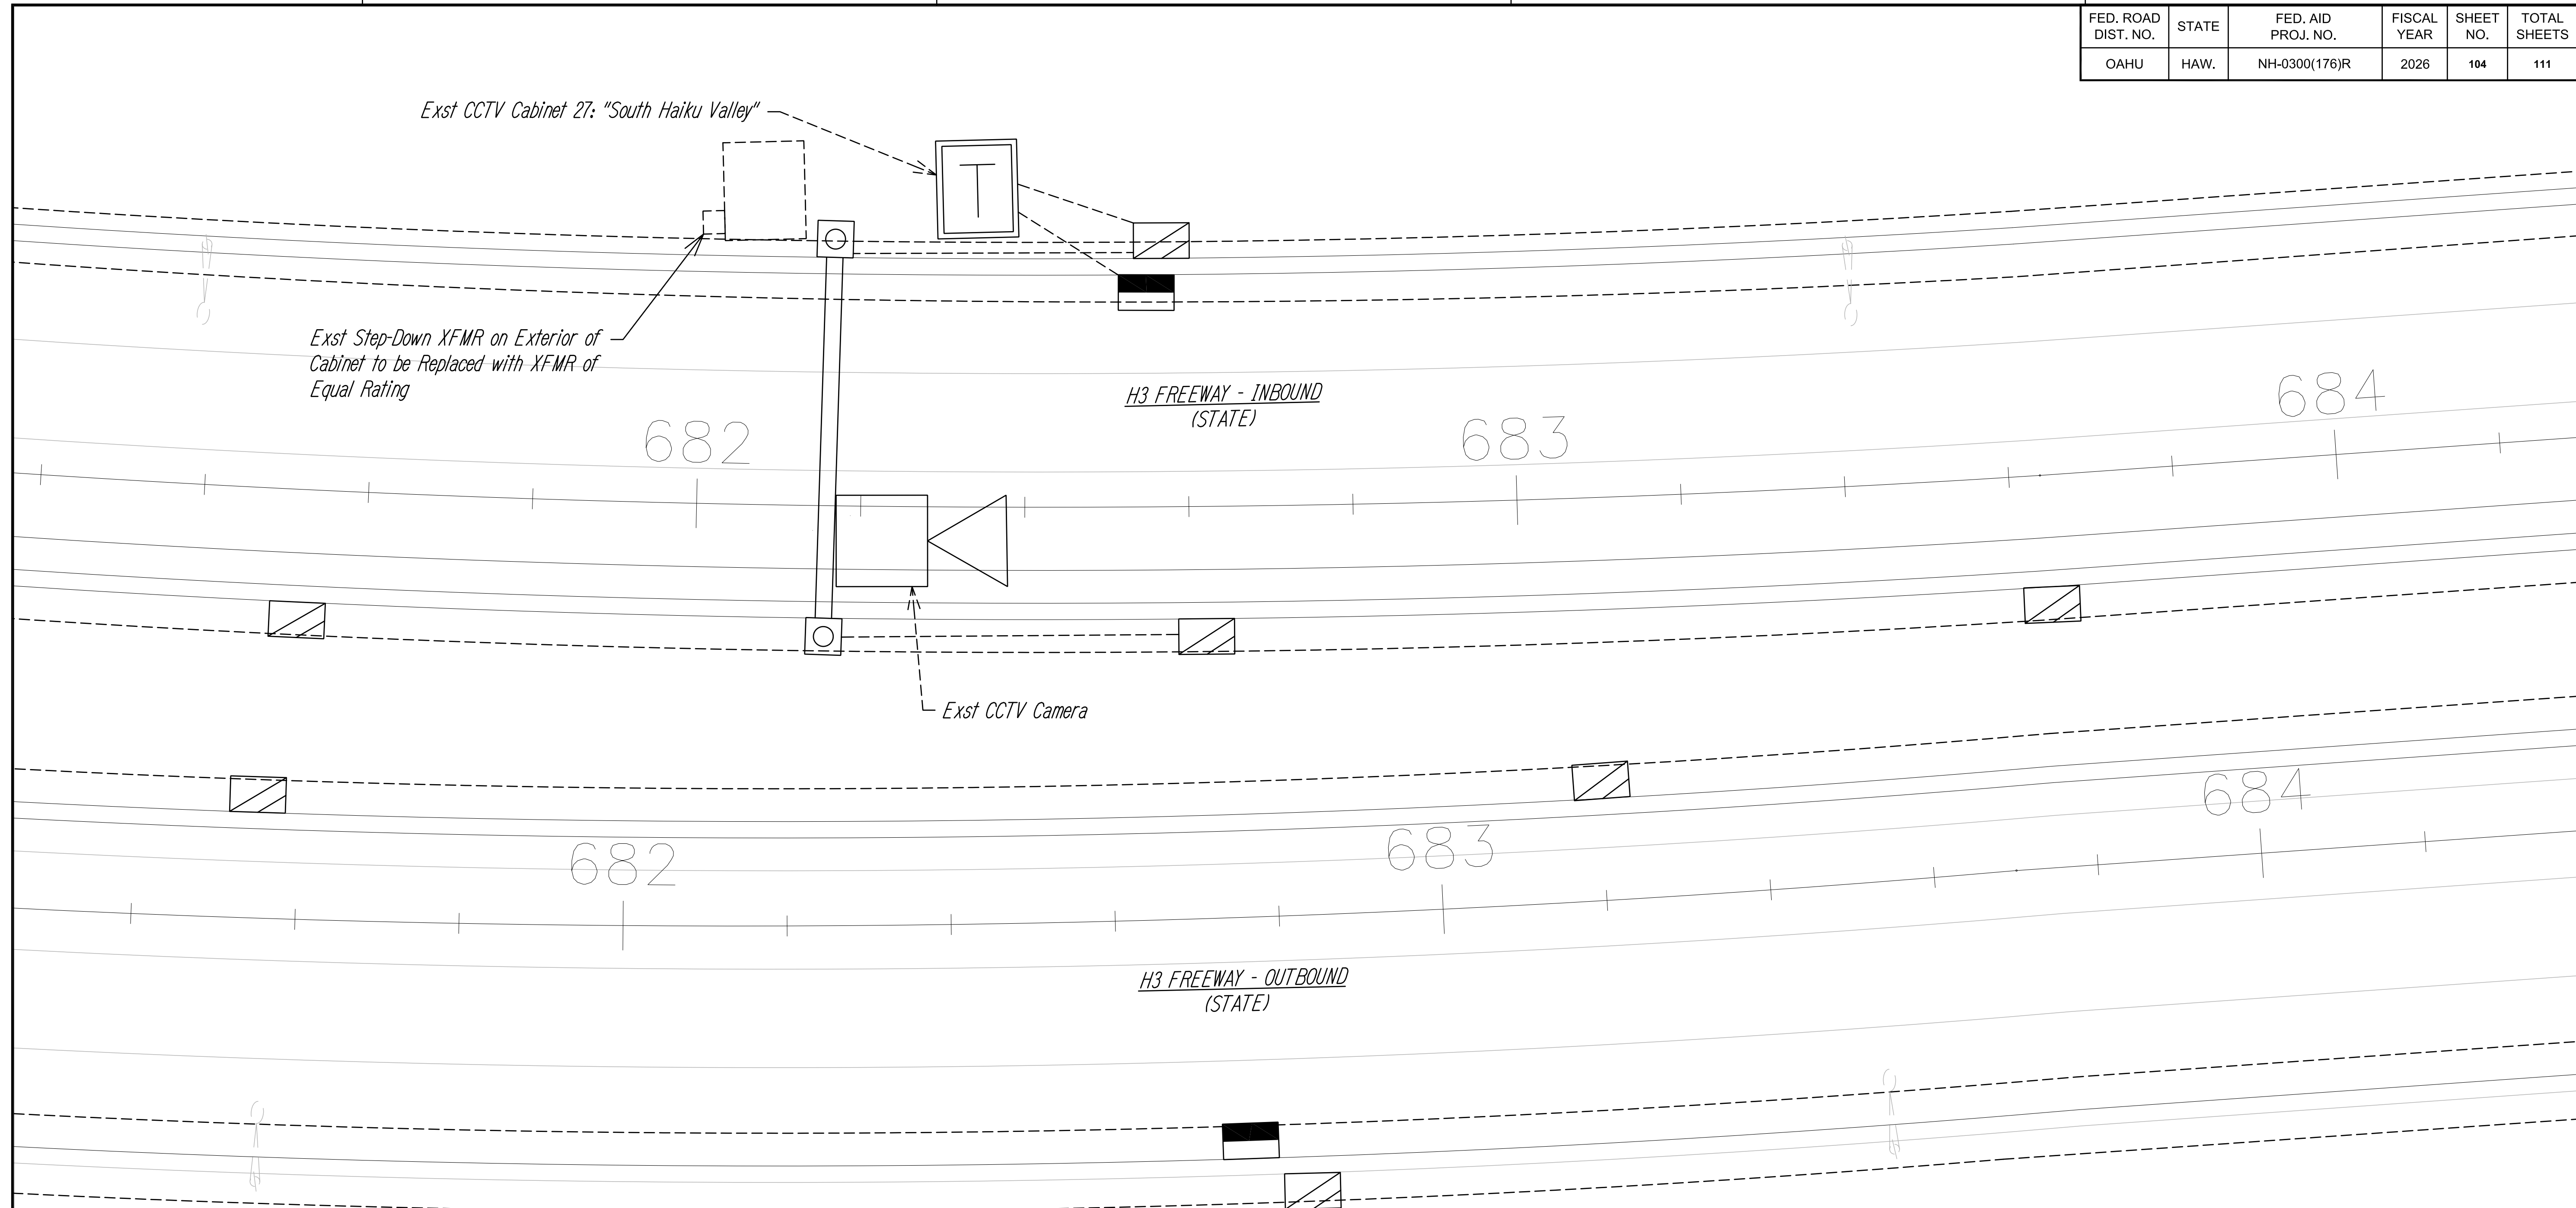 FED. ROAD DIST. NO. STATE FED. AID PROJ. NO. FISCAL YEAR SHEET NO. TOTAL SHEETS
OAHU HAW. NH-0300(176)R 2026 104 111
Exst CCTV Cabinet 27: "South Haiku Valley"
T
Exst Step-Down XFMR on Exterior of
Cabinet to be Replaced with XFMR of
Equal Rating
H3 FREEWAY - INBOUND
(STATE)
682 683 684
Exst CCTV Camera
682 683 684
H3 FREEWAY - OUTBOUND
(STATE)